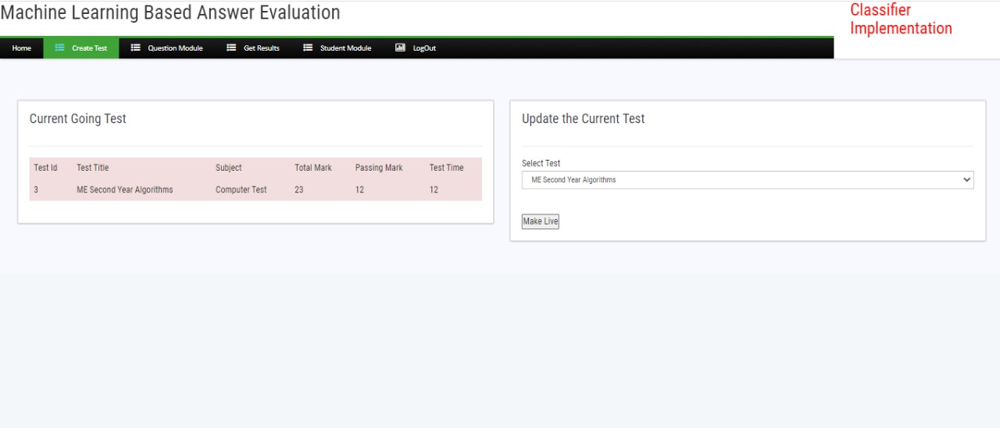 Machine Learning Based Answer Evaluation
Classifier
Implementation
Home Create Test Question Module Get Results Student Module LogOut
Current Going Test
Test Id Test Title Subject Total Mark Passing Mark Test Time
3 ME Second Year Algorithms Computer Test 23 12 12
Update the Current Test
Select Test
ME Second Year Algorithms
Make Live